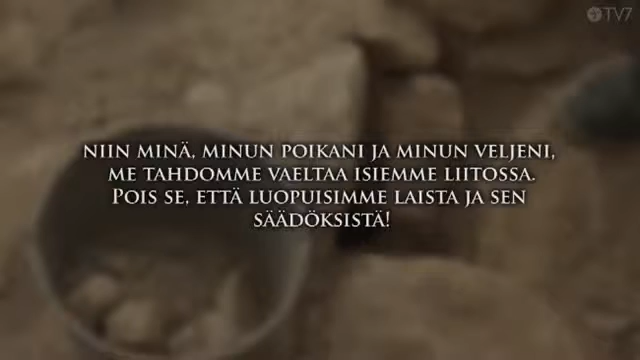 TV7
NIIN MINÄ, MINUN POIKANI JA MINUN VELJENI,
ME TAHDOMME VAELTAA ISIEMME LIITOSSA.
POIS SE, ETTÄ LUOPUISIMME LAISTA JA SEN
SÄÄDÖKSISTÄ!